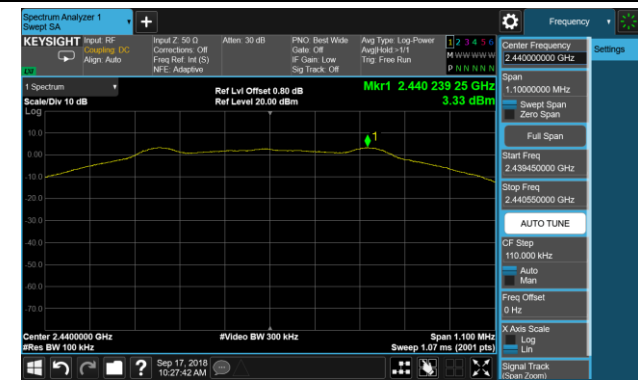 Spectrum Analyzer 1
Swept SA
Frequency
KEYSIGHT
Input: RF
Coupling: DC
Align: Auto
Input Z: 50 Ω
Corrections: Off
Freq Ref: Int (S)
NFE: Adaptive
Atten: 30 dB
PNO: Best Wide
Gate: Off
IF Gain: Low
Sig Track: Off
Avg Type: Log-Power
Avg|Hold:>1/1
Trig: Free Run
1 2 3 4 5 6
M W W W W W
P N N N N N
1 Spectrum
Scale/Div 10 dB
Ref Lvl Offset 0.80 dB
Ref Level 20.00 dBm
Mkr1 2.440 239 25 GHz
3.33 dBm
Log
10.0
0.00
-10.0
-20.0
-30.0
-40.0
-50.0
-60.0
-70.0
1
Center 2.4400000 GHz
#Res BW 100 kHz
#Video BW 300 kHz
Span 1.100 MHz
Sweep 1.07 ms (2001 pts)
Sep 17, 2018
10:27:42 AM
Center Frequency
2.440000000 GHz
Settings
Span
1.10000000 MHz
Swept Span
Zero Span
Full Span
Start Freq
2.439450000 GHz
Stop Freq
2.440550000 GHz
AUTO TUNE
CF Step
110.000 kHz
Auto
Man
Freq Offset
0 Hz
X Axis Scale
Log
Lin
Signal Track
(Span Zoom)